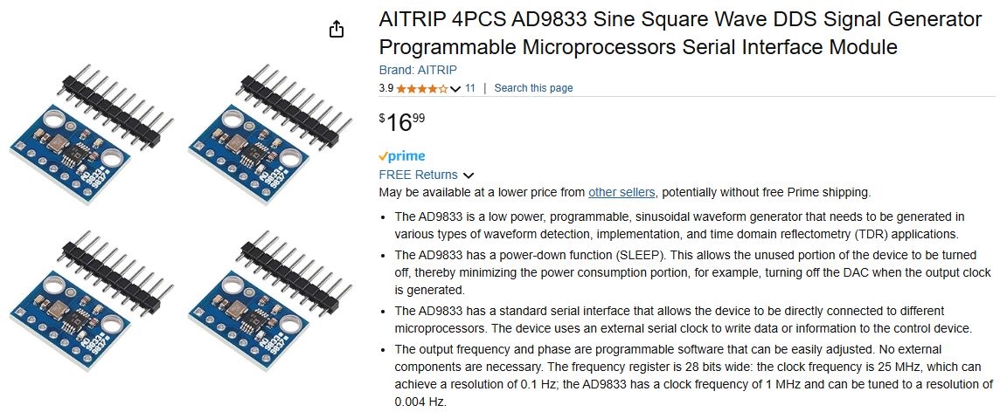 AITRIP 4PCS AD9833 Sine Square Wave DDS Signal Generator
Programmable Microprocessors Serial Interface Module
Brand: AITRIP
3.9 11 | Search this page
$16 99
prime
FREE Returns
May be available at a lower price from other sellers, potentially without free Prime shipping.
• The AD9833 is a low power, programmable, sinusoidal waveform generator that needs to be generated in
various types of waveform detection, implementation, and time domain reflectometry (TDR) applications.
• The AD9833 has a power-down function (SLEEP). This allows the unused portion of the device to be turned
off, thereby minimizing the power consumption portion, for example, turning off the DAC when the output clock
is generated.
• The AD9833 has a standard serial interface that allows the device to be directly connected to different
microprocessors. The device uses an external serial clock to write data or information to the control device.
• The output frequency and phase are programmable software that can be easily adjusted. No external
components are necessary. The frequency register is 28 bits wide: the clock frequency is 25 MHz, which can
achieve a resolution of 0.1 Hz; the AD9833 has a clock frequency of 1 MHz and can be tuned to a resolution of
0.004 Hz.